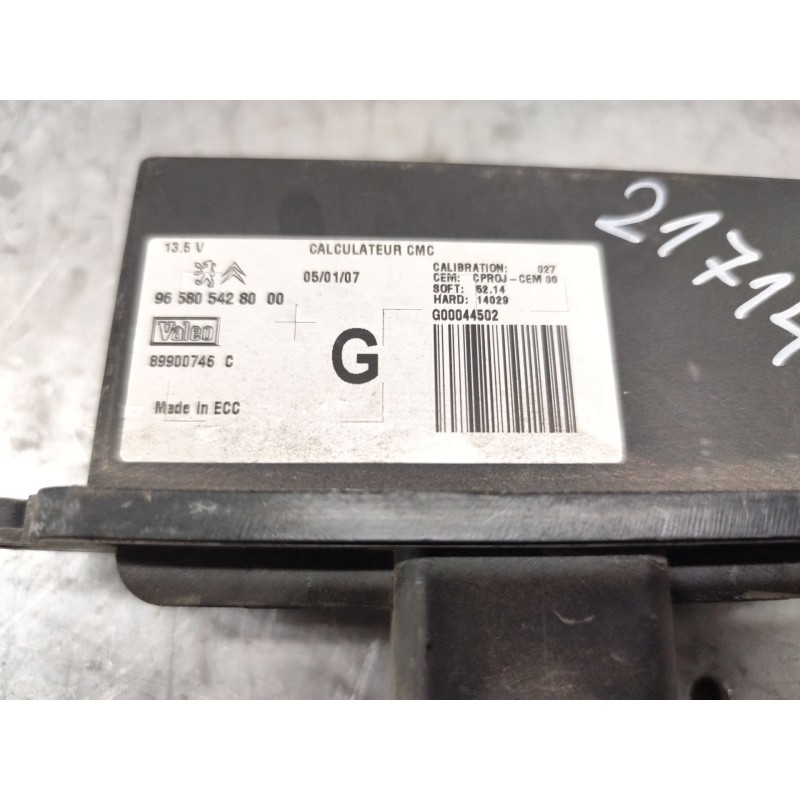 13.5 V
CALCULATEUR CMC
05/01/07
96 580 542 80 00
Valeo
89900746 C
Made in ECC
G
CALIBRATION: 027
CEM: CPROJ-CEM 00
SOFT: 52.14
HARD: 14029
G00044502
21714